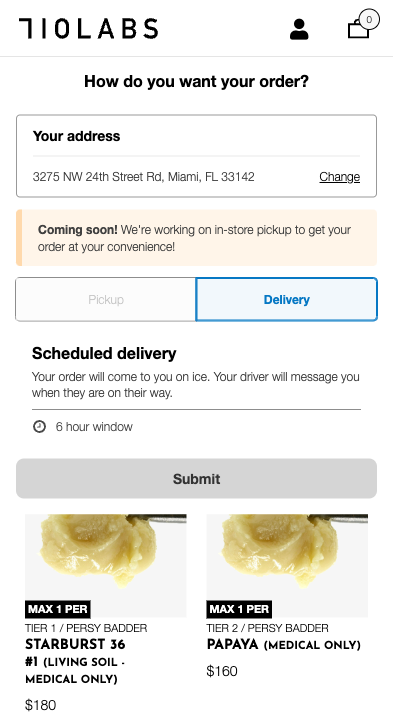 710LABS
0
How do you want your order?
Your address
3275 NW 24th Street Rd, Miami, FL 33142
Change
Coming soon! We're working on in-store pickup to get your
order at your convenience!
Pickup
Delivery
Scheduled delivery
Your order will come to you on ice. Your driver will message you
when they are on their way.
6 hour window
Submit
MAX 1 PER
TIER 1 / PERSY BADDER
STARBURST 36
#1 (LIVING SOIL -
MEDICAL ONLY)
$180
MAX 1 PER
TIER 2 / PERSY BADDER
PAPAYA (MEDICAL ONLY)
$160